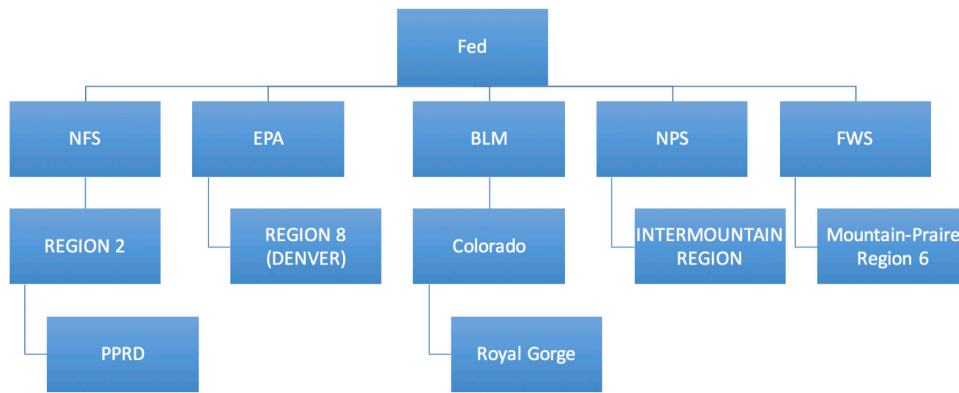 Fed
NFS
EPA
BLM
NPS
FWS
REGION 2
REGION 8
(DENVER)
Colorado
INTERMOUNTAIN
REGION
Mountain-Praire
Region 6
PPRD
Royal Gorge